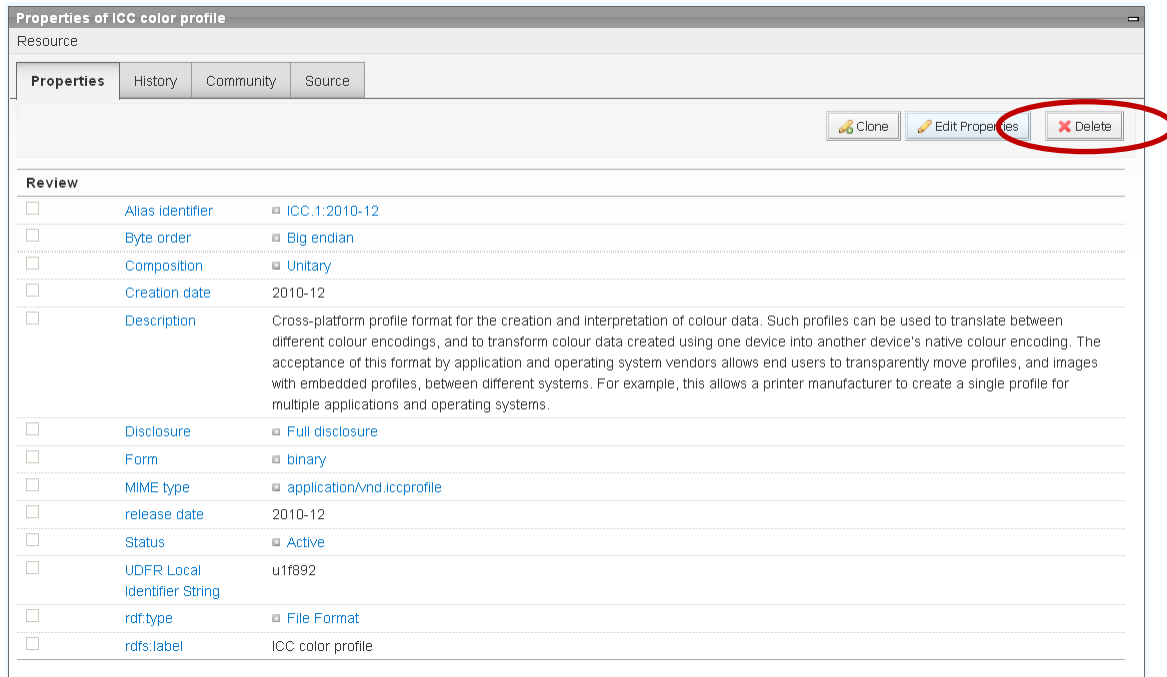 Properties of ICC color profile
Resource
Properties History Community Source
Clone Edit Properties Delete
Review
Alias identifier ICC.1:2010-12
Byte order Big endian
Composition Unitary
Creation date 2010-12
Description Cross-platform profile format for the creation and interpretation of colour data. Such profiles can be used to translate between
different colour encodings, and to transform colour data created using one device into another device's native colour encoding. The
acceptance of this format by application and operating system vendors allows end users to transparently move profiles, and images
with embedded profiles, between different systems. For example, this allows a printer manufacturer to create a single profile for
multiple applications and operating systems.
Disclosure Full disclosure
Form binary
MIME type application/vnd.iccprofile
release date 2010-12
Status Active
UDFR Local u1f892
Identifier String
rdf:type File Format
rdfs:label ICC color profile